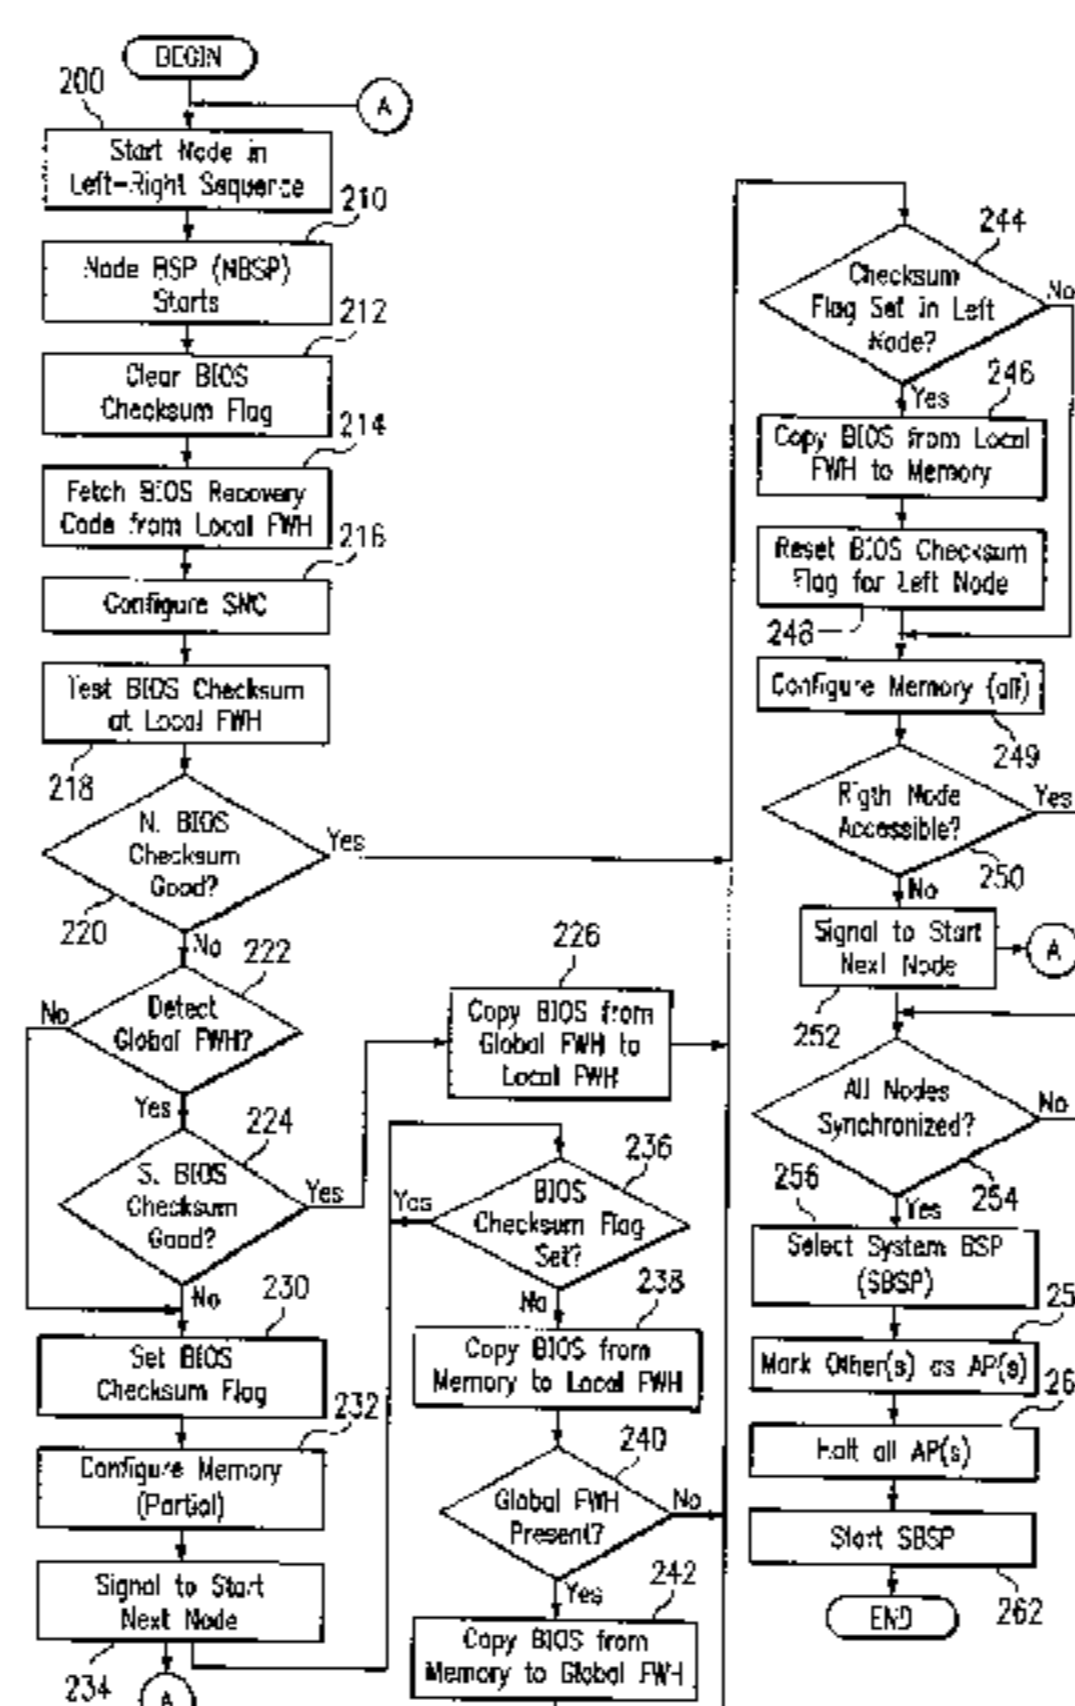 BEGIN
200
A
Start Node in
Left-Right Sequence
210
Node BSP (NBSP)
Starts
212
Clear BIOS
Checksum Flag
214
Fetch BIOS Recovery
Code from Local FWH
216
Configure SNC
Test BIOS Checksum
at Local FWH
218
N. BIOS
Checksum
Good?
Yes
220
No
222
Detect
Global FWH?
No
Yes
224
S. BIOS
Checksum
Good?
Yes
No
230
Set BIOS
Checksum Flag
232
Configure Memory
(Partial)
Signal to Start
Next Node
234
A
226
Copy BIOS from
Global FWH to
Local FWH
236
Yes
BIOS
Checksum Flag
Set?
No
238
Copy BIOS from
Memory to Local FWH
240
Global FWH
Present?
No
Yes
242
Copy BIOS from
Memory to Global FWH
244
Checksum
Flag Set in Left
Node?
No
Yes
246
Copy BIOS from Local
FWH to Memory
Reset BIOS Checksum
Flag for Left Node
248
Configure Memory (all)
249
Rigth Node
Accessible?
Yes
250
No
Signal to Start
Next Node
A
252
All Nodes
Synchronized?
No
254
256
Yes
Select System BSP
(SBSP)
25
Mark Other(s) as AP(s)
26
Halt all AP(s)
Start SBSP
262
END